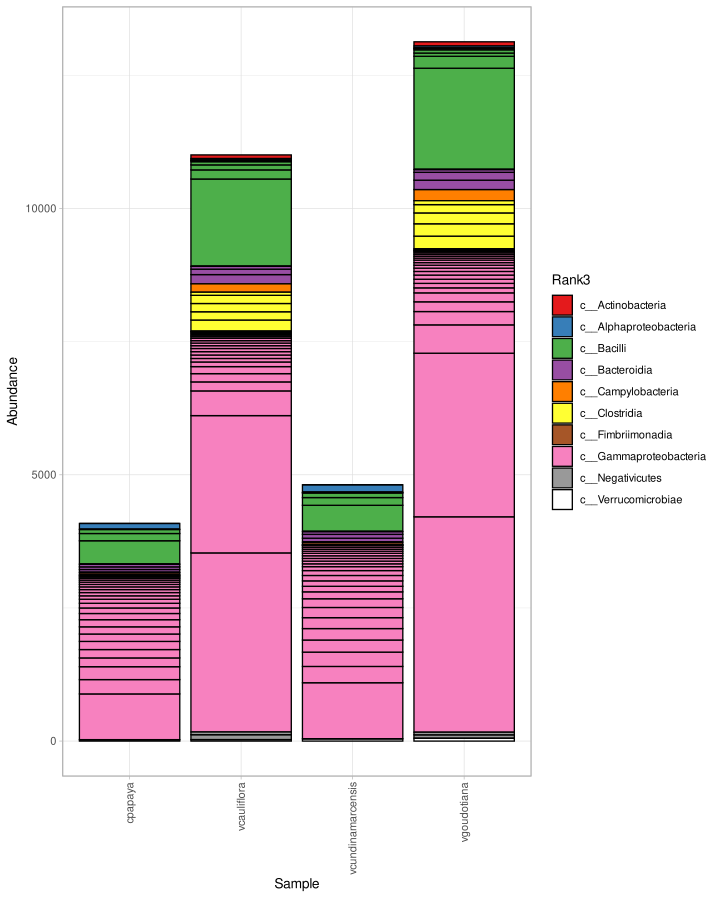 10000
5000
0
Abundance
cpapaya
vcauliflora
vcundinamarcensis
vgoudotiana
Sample
Rank3
c__Actinobacteria
c__Alphaproteobacteria
c__Bacilli
c__Bacteroidia
c__Campylobacteria
c__Clostridia
c__Fimbriimonadia
c__Gammaproteobacteria
c__Negativicutes
c__Verrucomicrobiae